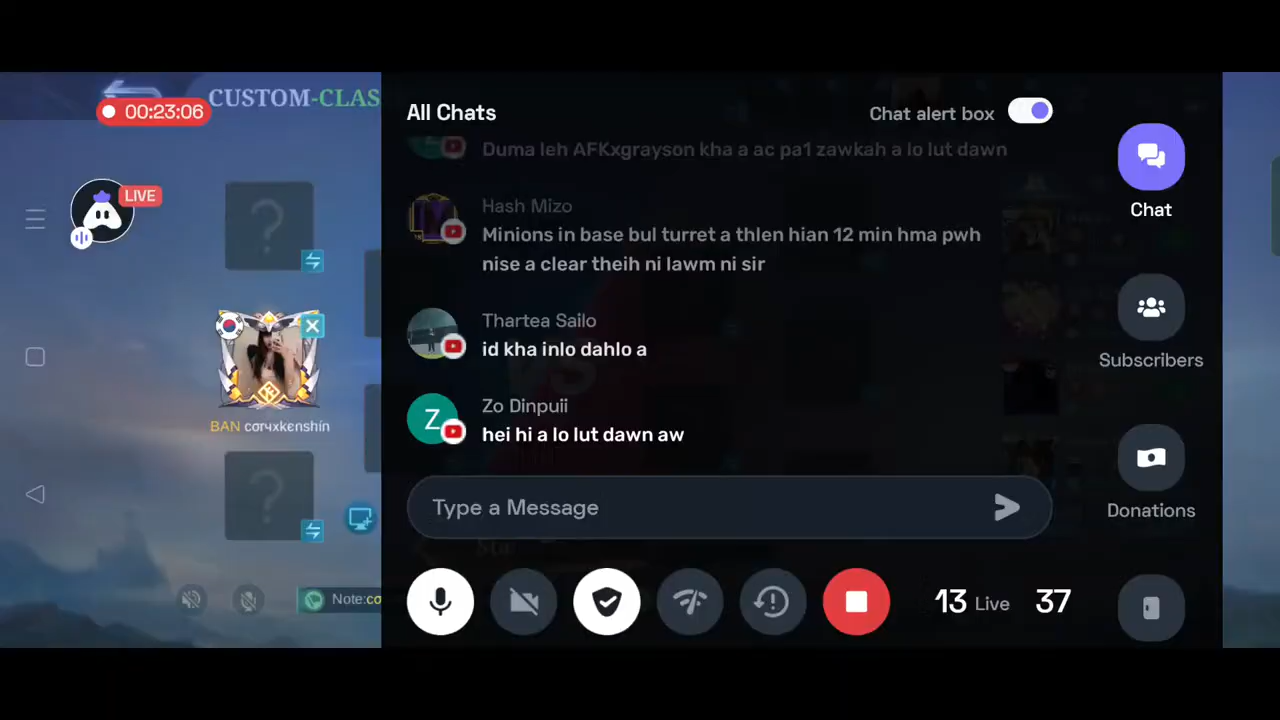 CUSTOM-CLAS
00:23:06
LIVE
BAN cơrчxkenshín
Note:cơ
All Chats
Chat alert box
Duma leh AFKxgrayson kha a ac pa1 zawkah a lo lut dawn
Hash Mizo
Minions in base bul turret a thlen hian 12 min hma pwh
nise a clear theih ni lawm ni sir
Thartea Sailo
id kha inlo dahlo a
Z
Zo Dinpuii
hei hi a lo lut dawn aw
Type a Message
13 Live 37
Chat
Subscribers
Donations